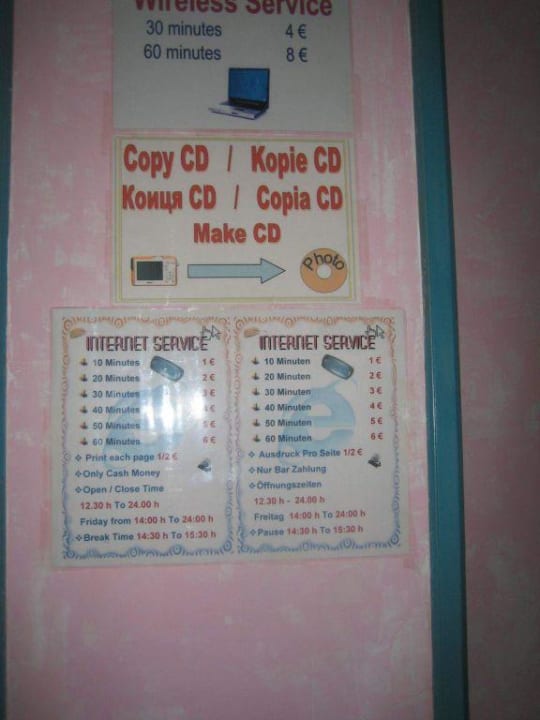 Wireless Service
30 minutes 4 €
60 minutes 8 €
Copy CD / Kopie CD
Коиця CD / Copia CD
Make CD
Photo
INTERNET SERVICE
10 Minutes 1 €
20 Minutes 2 €
30 Minutes 3 €
40 Minutes 4 €
50 Minutes 5 €
60 Minutes 6 €
Print each page 1/2 €
Only Cash Money
Open / Close Time
12.30 h To 24.00 h
Friday from 14:00 h To 24:00 h
Break Time 14:30 h To 15:30 h
INTERNET SERVICE
10 Minuten 1 €
20 Minuten 2 €
30 Minuten 3 €
40 Minuten 4 €
50 Minuten 5 €
60 Minuten 6 €
Ausdruck Pro Seite 1/2 €
Nur Bar Zahlung
Öffnungszeiten
12.30 h - 24.00 h
Freitag 14:00 h To 24:00 h
Pause 14:30 h To 15:30 h